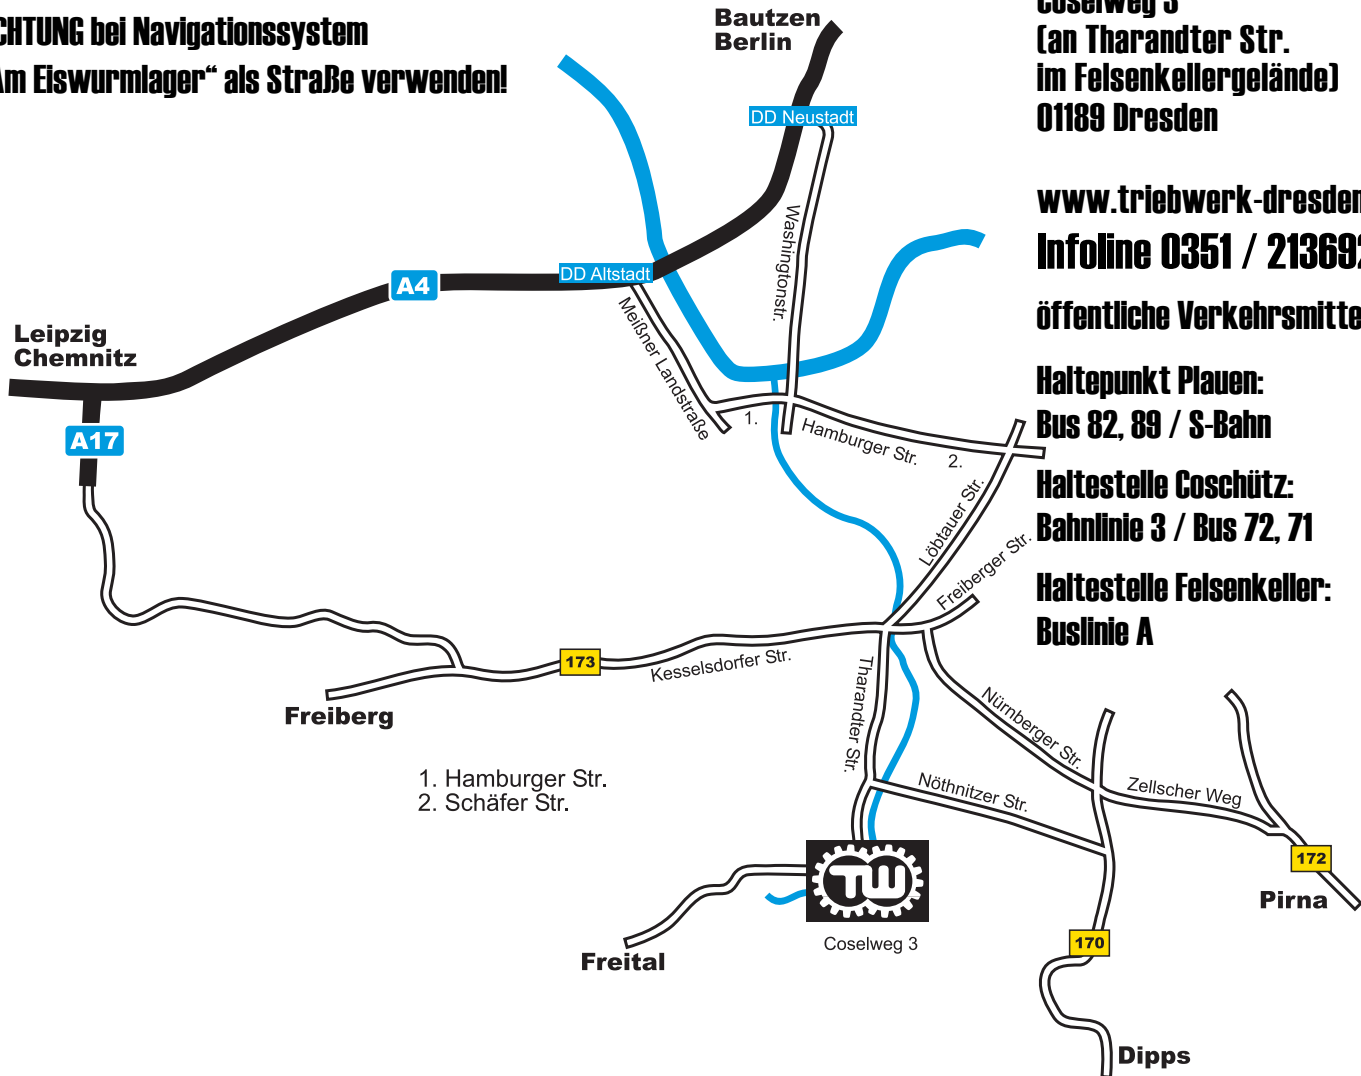 CHTUNG bei Navigationssystem
Am Eiswurmlager“ als Straße verwenden!
Coselweg 3
(an Tharandter Str.
im Felsenkellergelände)
01189 Dresden
www.triebwerk-dresden
Infoline 0351 / 213692
öffentliche Verkehrsmitte
Haltepunkt Plauen:
Bus 82, 89 / S-Bahn
Haltestelle Coschütz:
Bahnlinie 3 / Bus 72, 71
Haltestelle Felsenkeller:
Buslinie A
Bautzen
Berlin
DD Neustadt
Washingtonstr.
DD Altstadt
A4
Meißner Landstraße
Leipzig
Chemnitz
A17
1.
Hamburger Str.
2.
Löbtauer Str.
Freiberger Str.
173
Kesselsdorfer Str.
Freiberg
Tharandter Str.
Nürnberger Str.
Nöthnitzer Str.
Zellscher Weg
1. Hamburger Str.
2. Schäfer Str.
172
Pirna
TW
Coselweg 3
170
Freital
Dipps